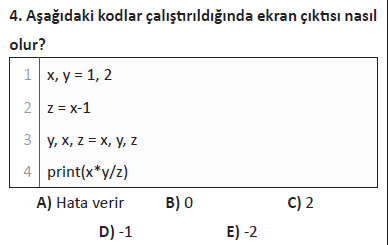 4. Aşağıdaki kodlar çalıştırıldığında ekran çıktısı nasıl
olur?
1 x, y = 1, 2
2 z = x-1
3 y, x, z = x, y, z
4 print(x*y/z)
A) Hata verir B) 0 C) 2
D) -1 E) -2